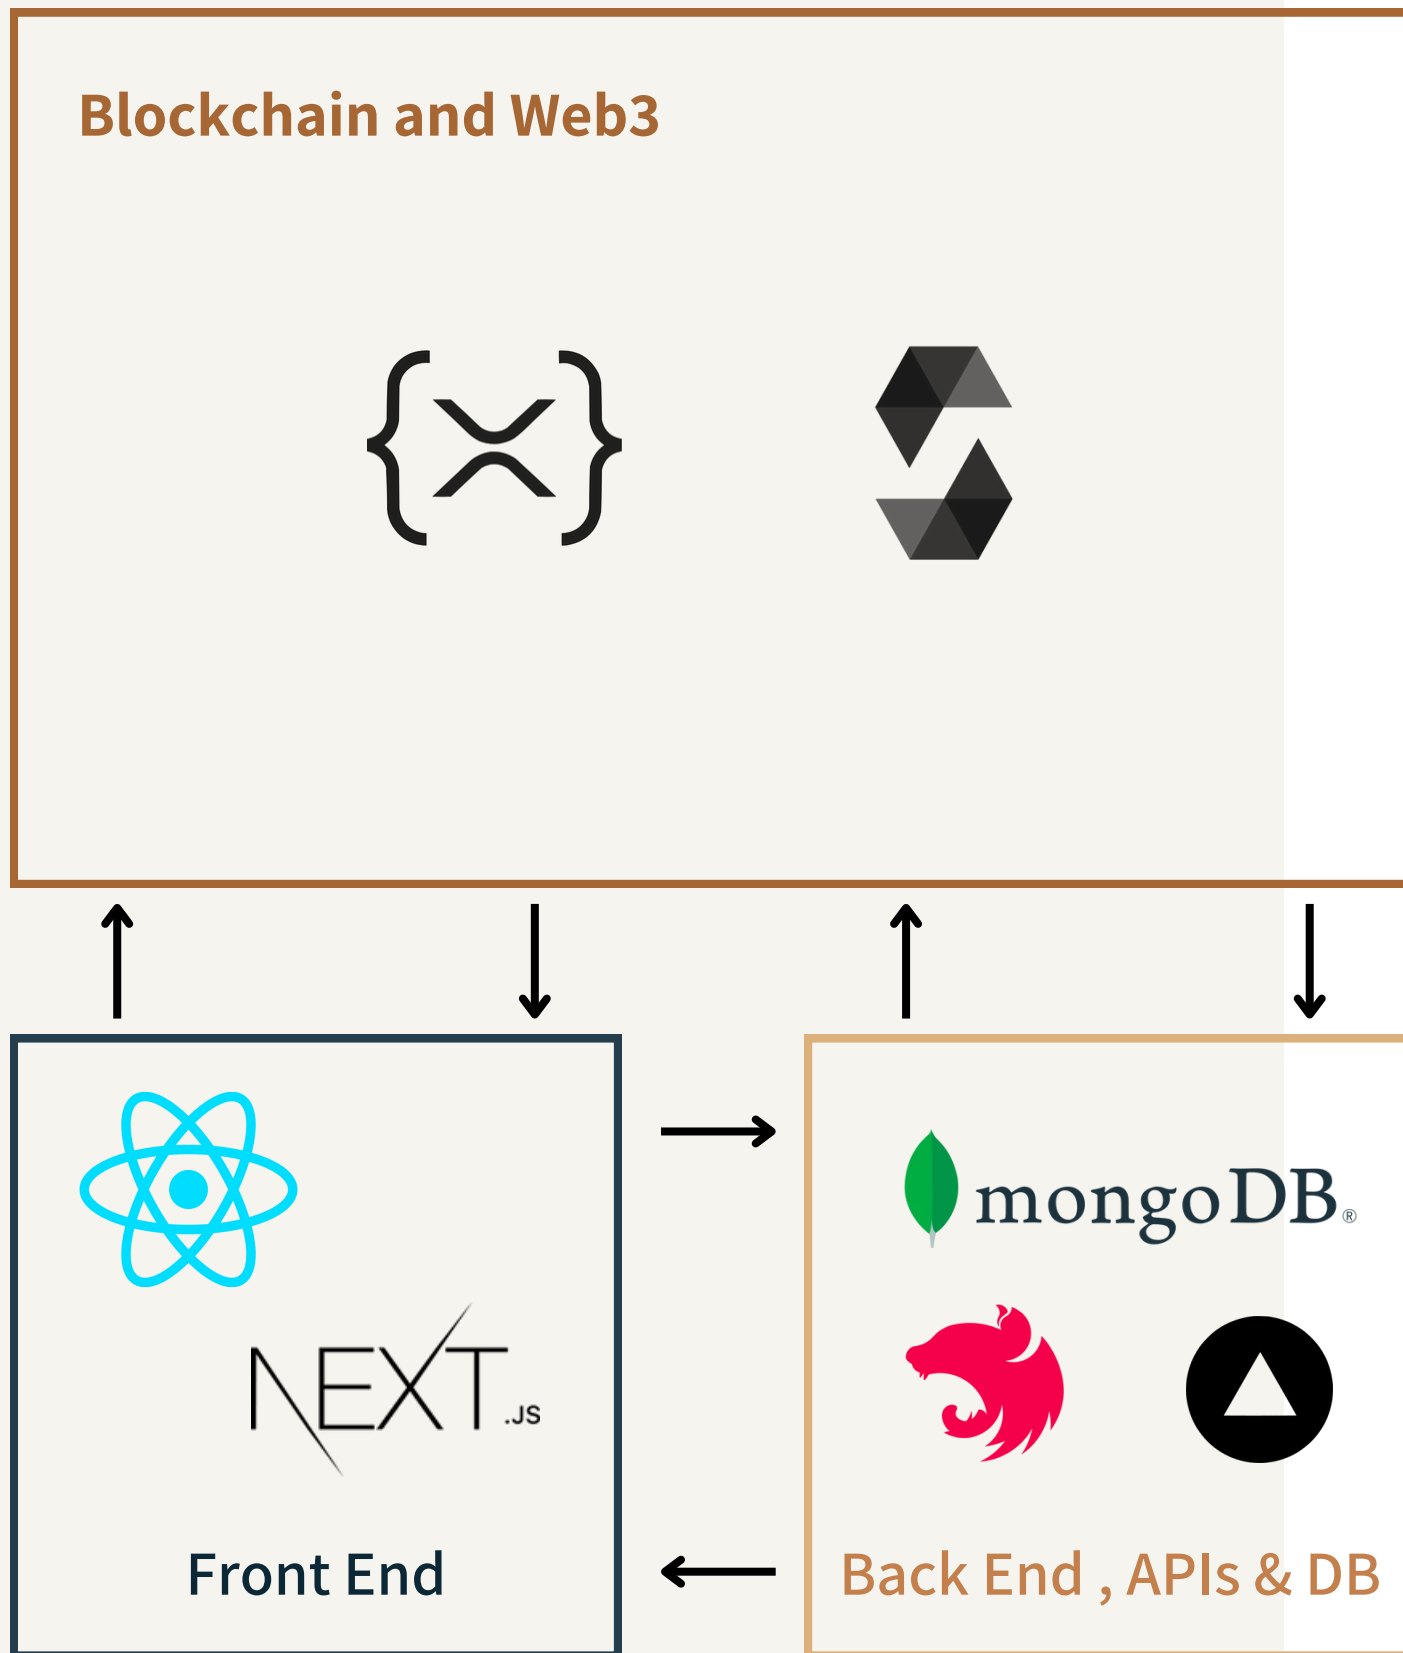 Blockchain and Web3
mongoDB®
NEXT.JS
Front End
Back End , APIs & DB